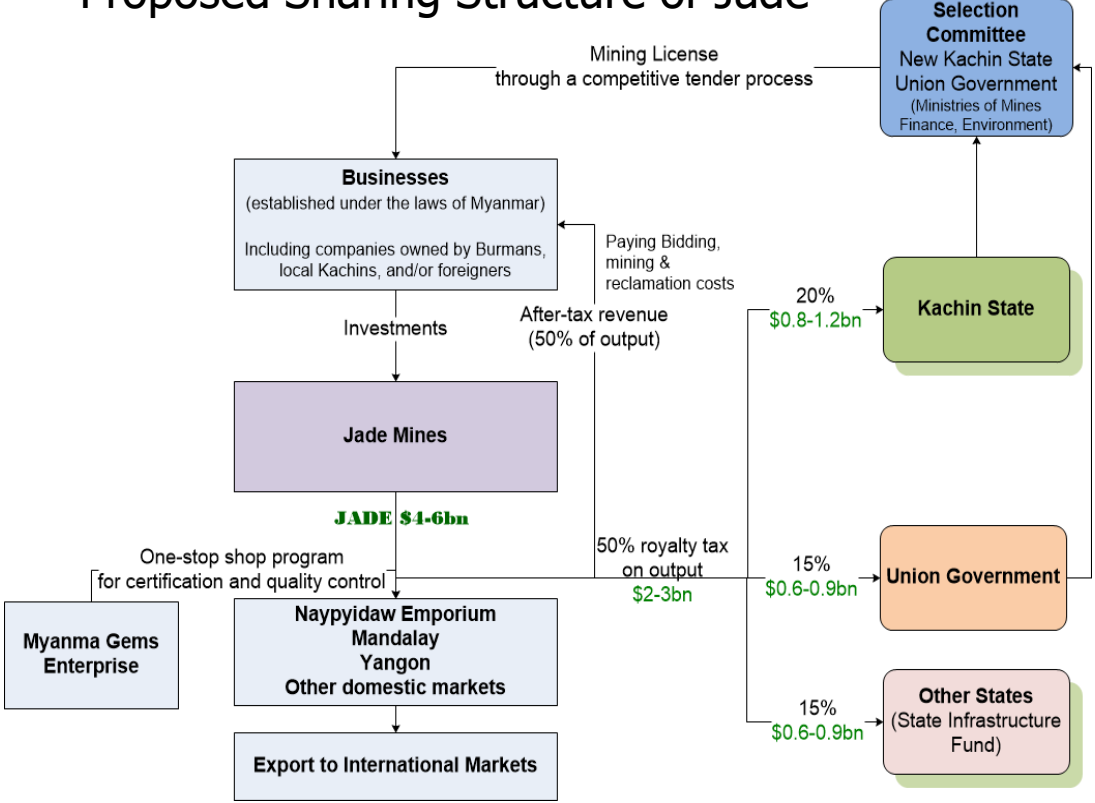 Proposed Sharing Structure of Jade
Selection
Committee
New Kachin State
Union Government
(Ministries of Mines
Finance, Environment)
Mining License
through a competitive tender process
Businesses
(established under the laws of Myanmar)
Including companies owned by Burmans,
local Kachins, and/or foreigners
Paying Bidding,
mining &
reclamation costs
After-tax revenue
(50% of output)
20%
$0.8-1.2bn
Kachin State
Investments
Jade Mines
JADE $4-6bn
One-stop shop program
for certification and quality control
50% royalty tax
on output
$2-3bn
15%
$0.6-0.9bn
Union Government
Myanma Gems
Enterprise
Naypyidaw Emporium
Mandalay
Yangon
Other domestic markets
15%
$0.6-0.9bn
Other States
(State Infrastructure
Fund)
Export to International Markets